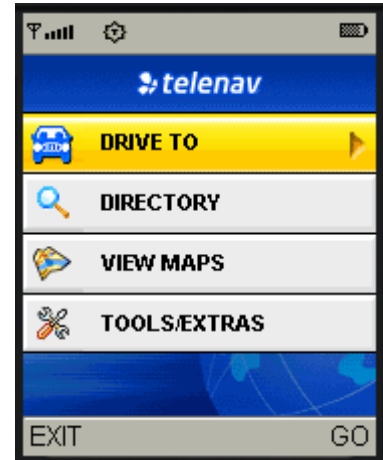 telenav
DRIVE TO
DIRECTORY
VIEW MAPS
TOOLS/EXTRAS
EXIT GO